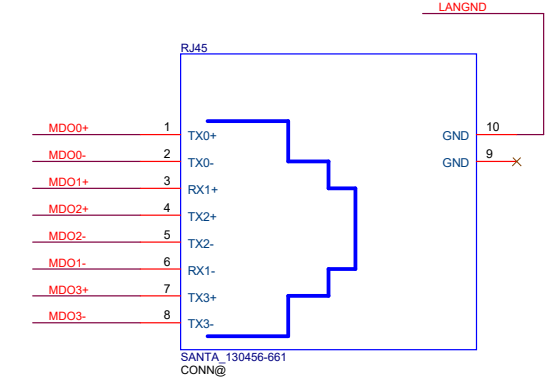 LANGND
RJ45
MDO0+ 1 TX0+ GND 10
MDO0- 2 TX0- GND 9
MDO1+ 3 RX1+
MDO2+ 4 TX2+
MDO2- 5 TX2-
MDO1- 6 RX1-
MDO3+ 7 TX3+
MDO3- 8 TX3-
SANTA_130456-661
CONN@